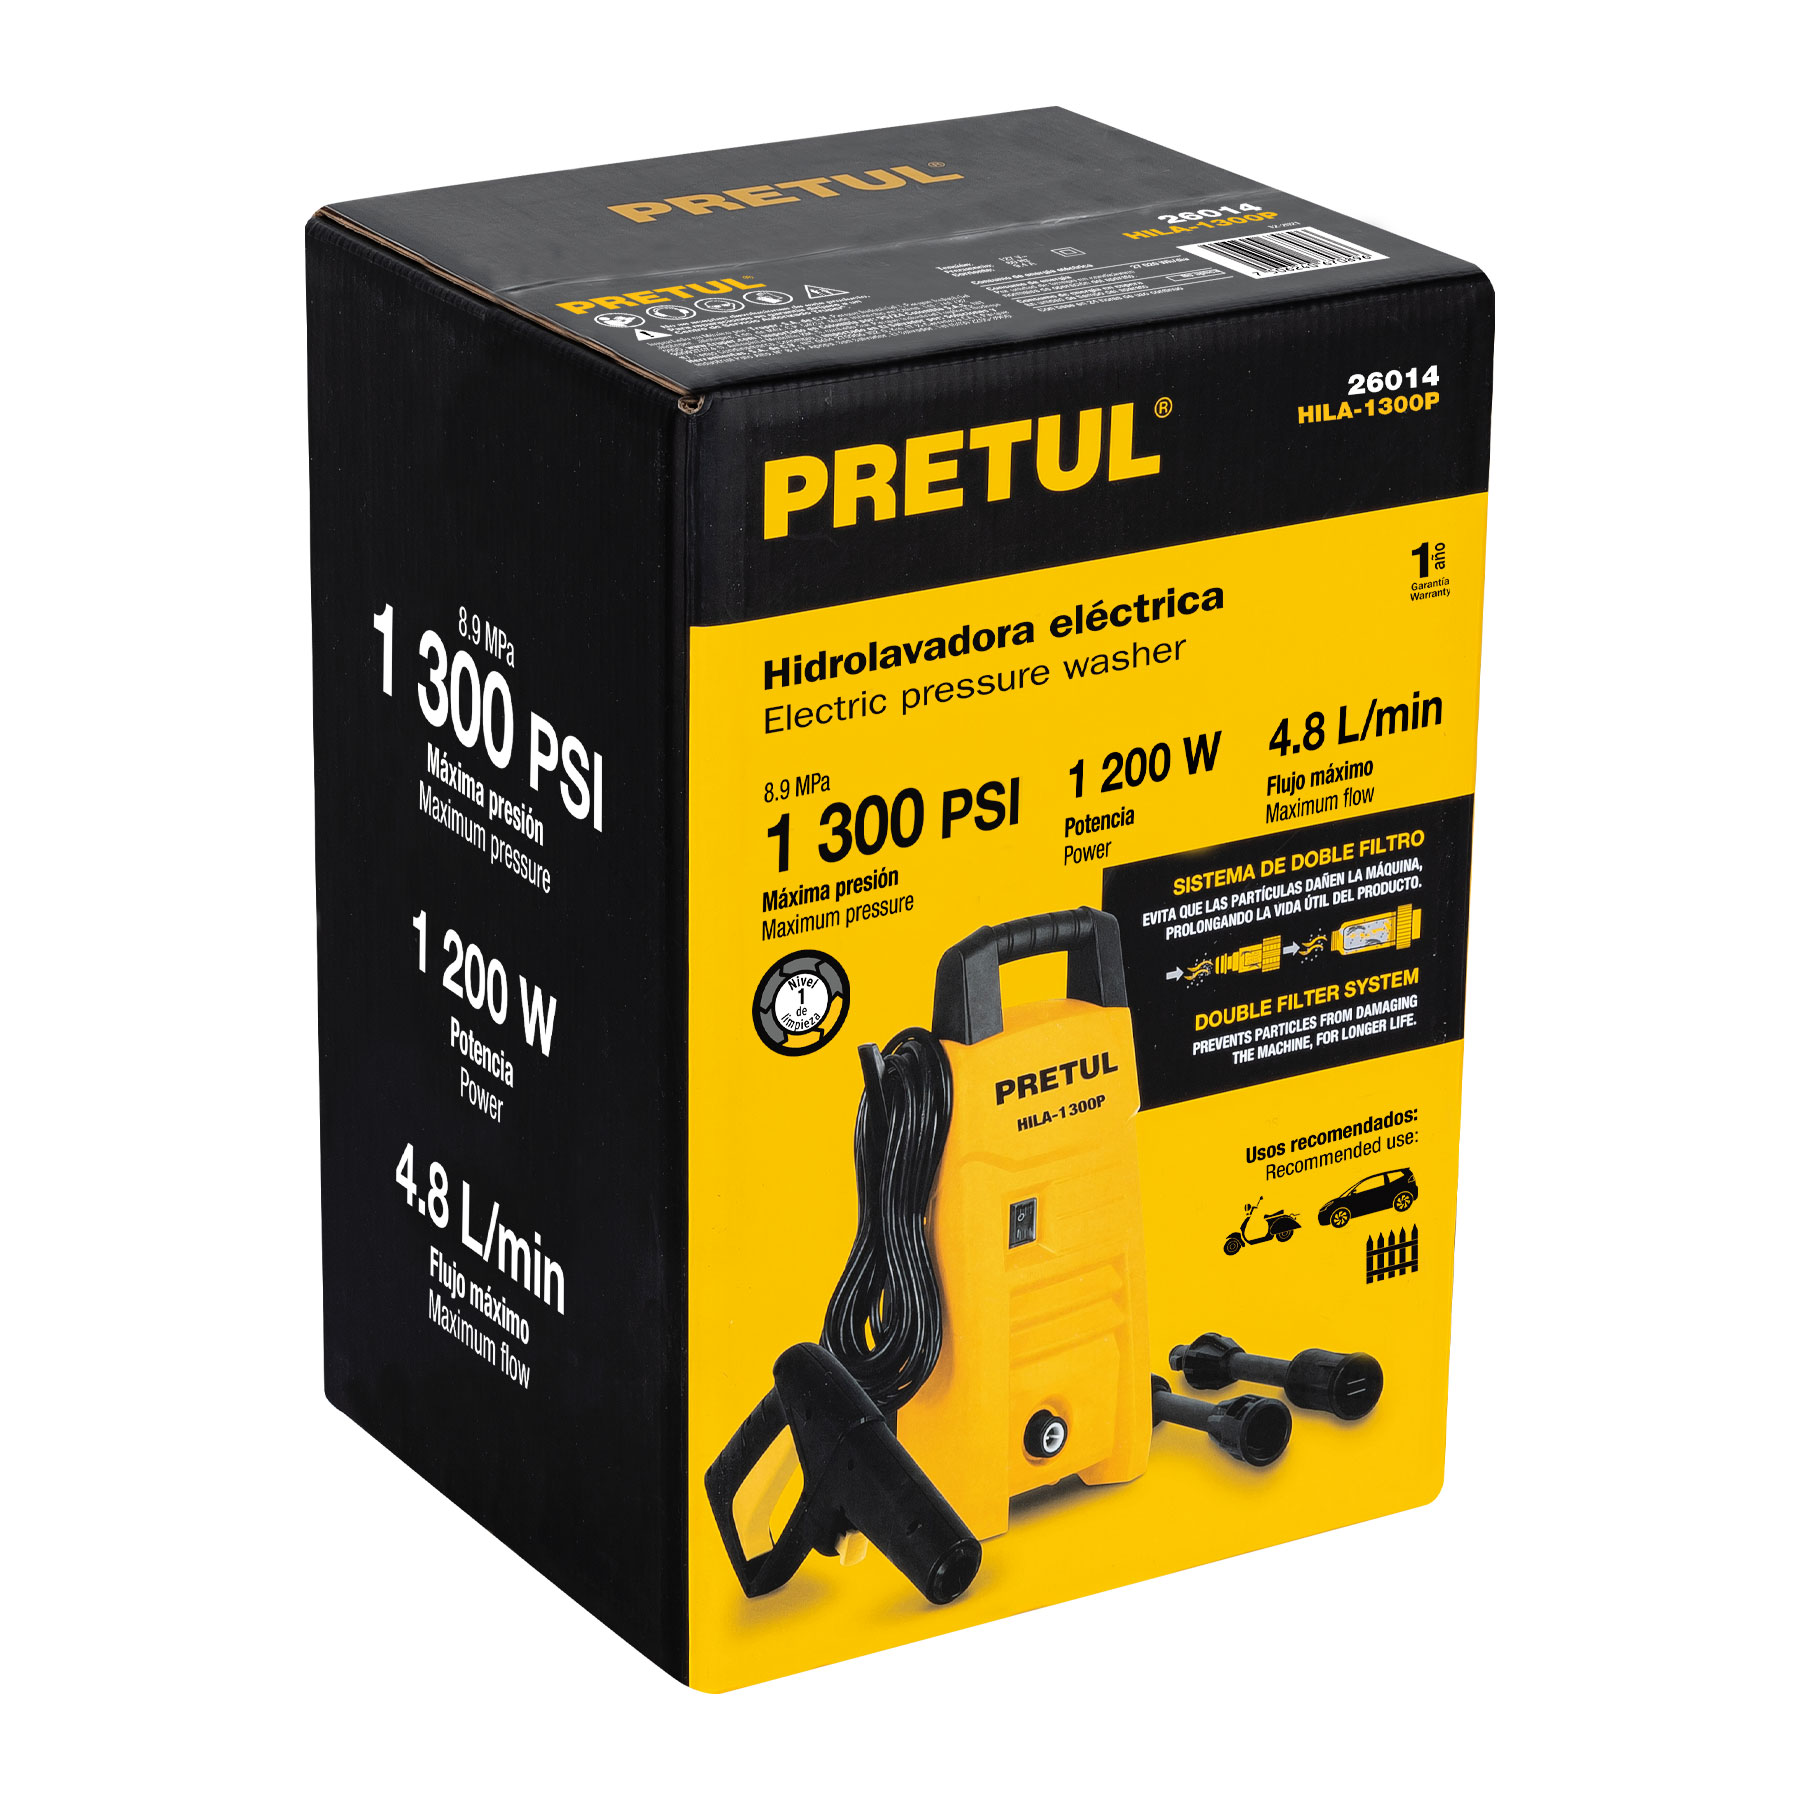 PRETUL®
26014
HILA-1300P
12-2021
PRETUL®
PRETUL®
26014
HILA-1300P
1 año
Garantía
Warranty
Hidrolavadora eléctrica
Electric pressure washer
8.9 MPa
1 300 PSI
Máxima presión
Maximum pressure
1 200 W
Potencia
Power
4.8 L/min
Flujo máximo
Maximum flow
SISTEMA DE DOBLE FILTRO
EVITA QUE LAS PARTÍCULAS DAÑEN LA MÁQUINA,
PROLONGANDO LA VIDA ÚTIL DEL PRODUCTO.
DOUBLE FILTER SYSTEM
PREVENTS PARTICLES FROM DAMAGING
THE MACHINE, FOR LONGER LIFE.
Nivel
1
de
limpieza
PRETUL
HILA-1300P
Usos recomendados:
Recommended use:
8.9 MPa
1 300 PSI
Máxima presión
Maximum pressure
1 200 W
Potencia
Power
4.8 L/min
Flujo máximo
Maximum flow